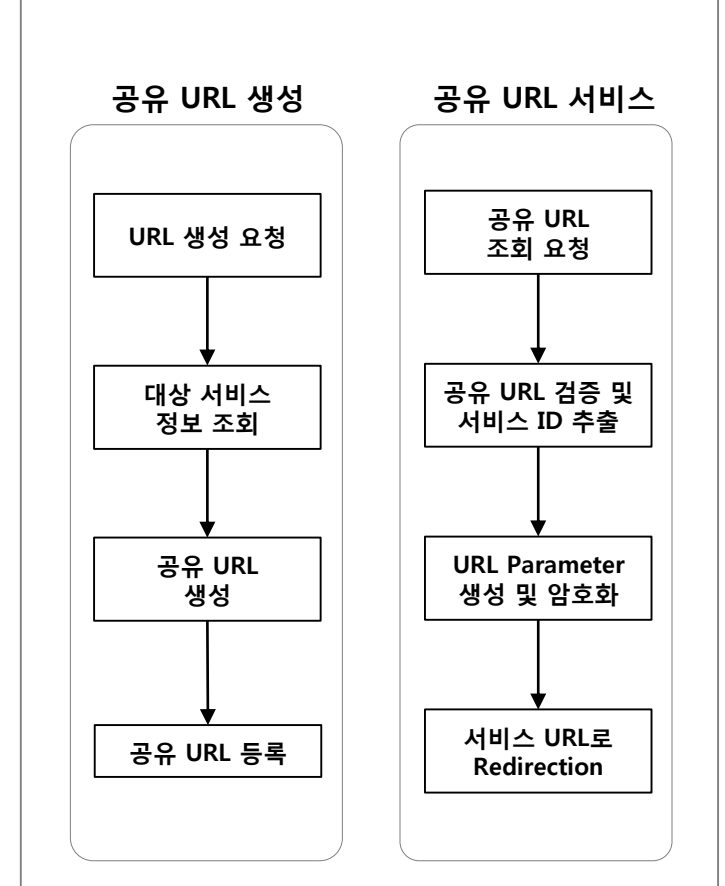 공유 URL 생성
URL 생성 요청
대상 서비스
정보 조회
공유 URL
생성
공유 URL 등록
공유 URL 서비스
공유 URL
조회 요청
공유 URL 검증 및
서비스 ID 추출
URL Parameter
생성 및 암호화
서비스 URL로
Redirection